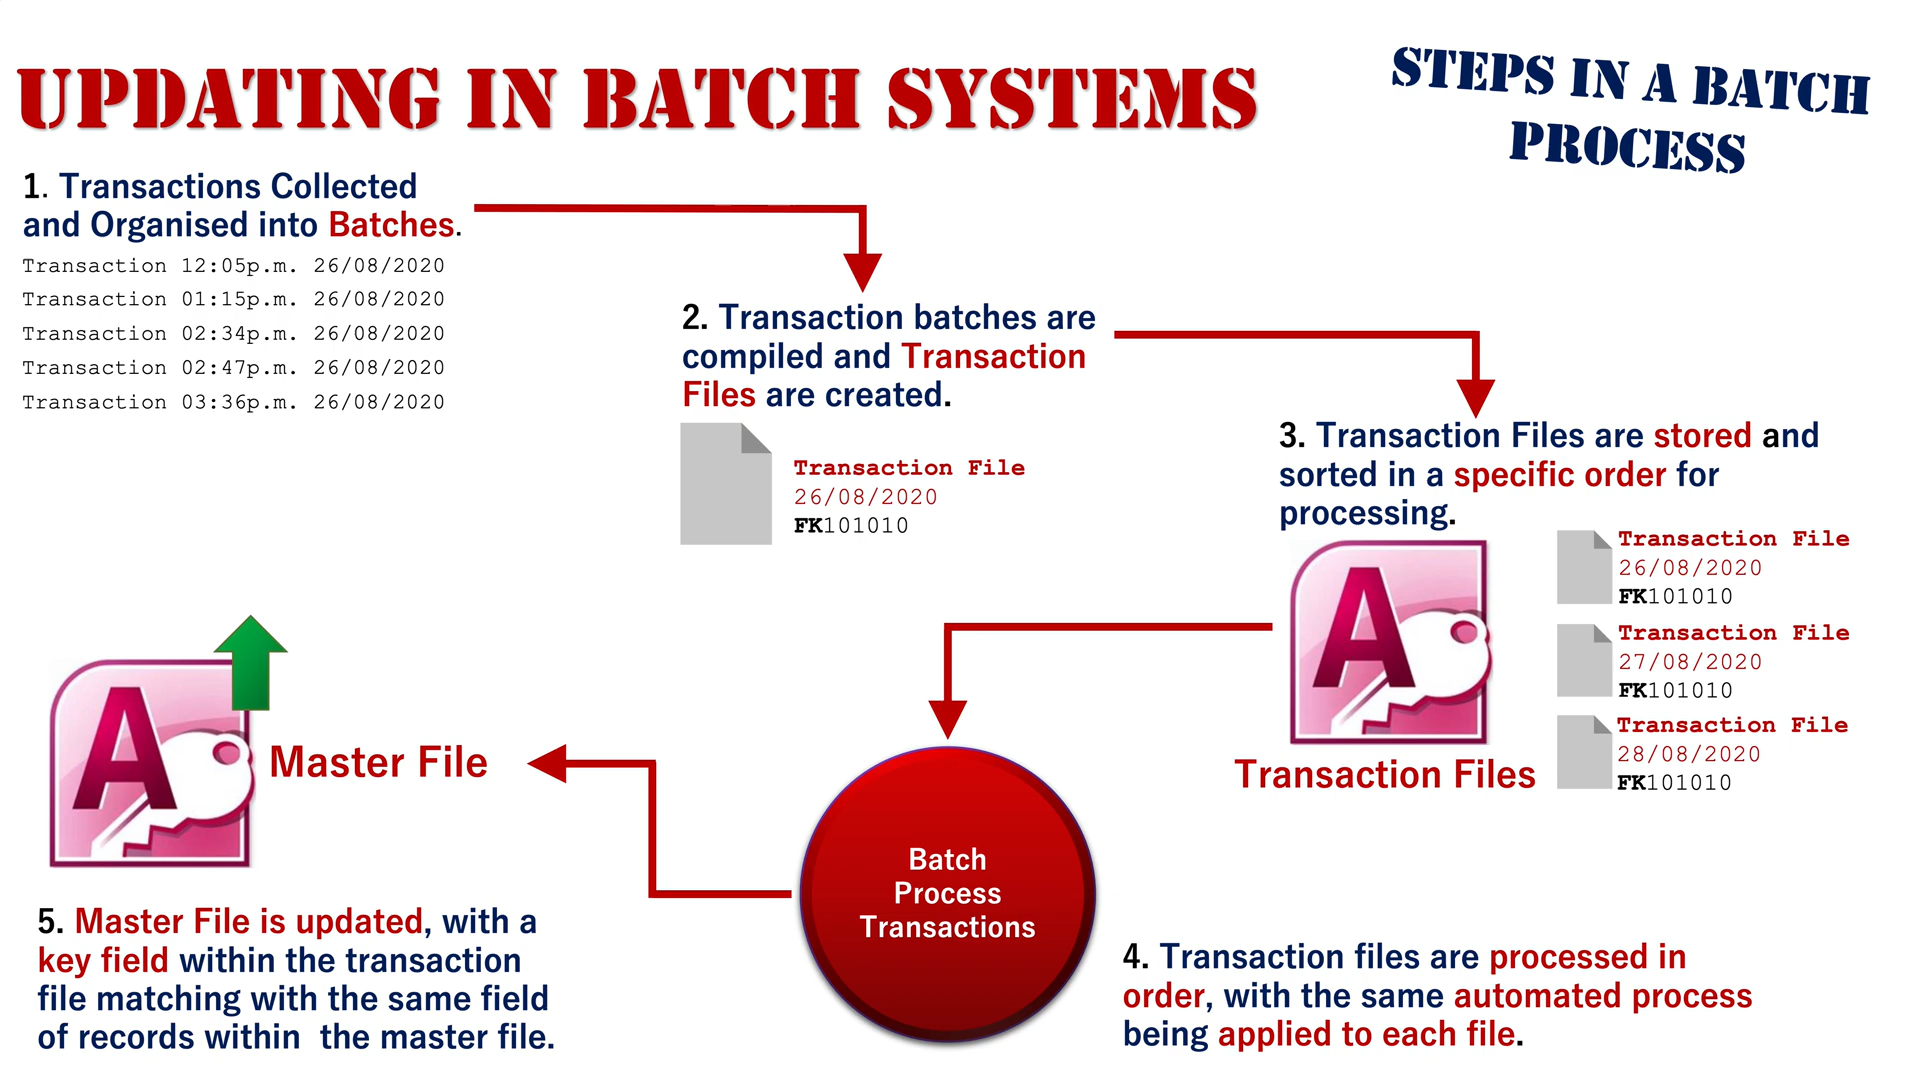 UPDATING IN BATCH SYSTEMS
STEPS IN A BATCH
PROCESS
1. Transactions Collected
and Organised into Batches.
Transaction 12:05p.m. 26/08/2020
Transaction 01:15p.m. 26/08/2020
Transaction 02:34p.m. 26/08/2020
Transaction 02:47p.m. 26/08/2020
Transaction 03:36p.m. 26/08/2020
2. Transaction batches are
compiled and Transaction
Files are created.
Transaction File
26/08/2020
FK101010
3. Transaction Files are stored and
sorted in a specific order for
processing.
A
Transaction Files
Transaction File
26/08/2020
FK101010
Transaction File
27/08/2020
FK101010
Transaction File
28/08/2020
FK101010
Batch
Process
Transactions
4. Transaction files are processed in
order, with the same automated process
being applied to each file.
A
Master File
5. Master File is updated, with a
key field within the transaction
file matching with the same field
of records within the master file.